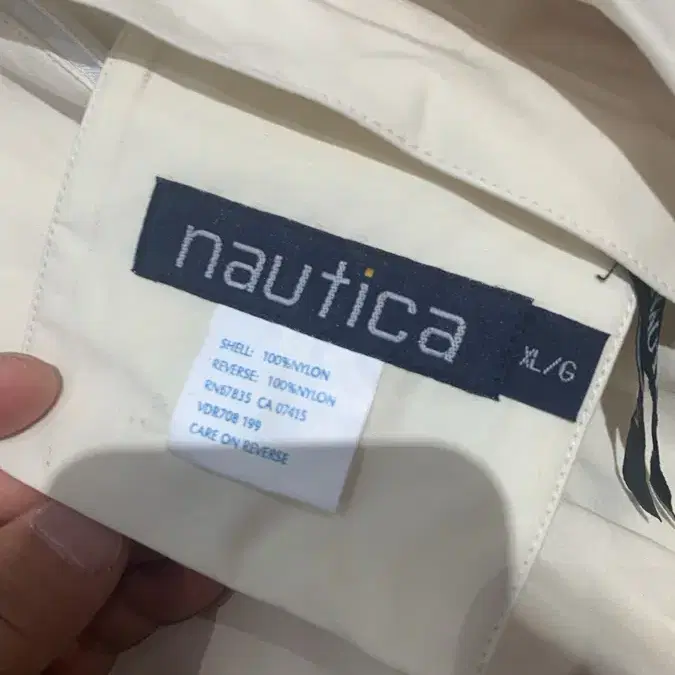 nautica
XL/G
SHELL: 100%NYLON
REVERSE: 100%NYLON
RN67835 CA 07415
VDR708 199
CARE ON REVERSE